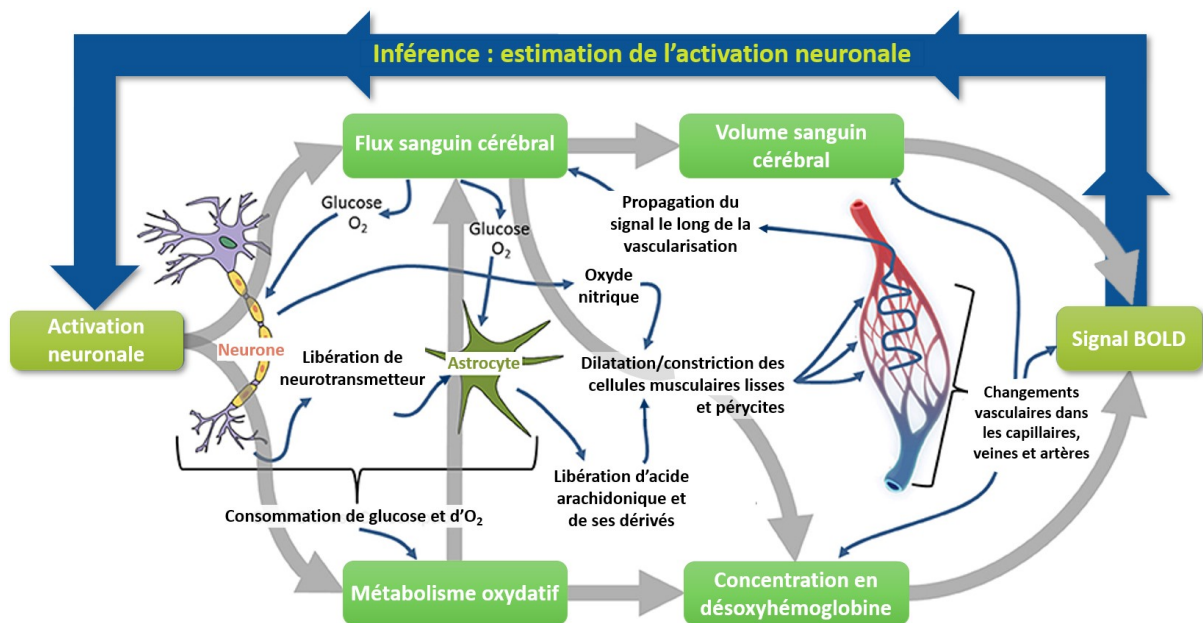 Inférence : estimation de l’activation neuronale
Flux sanguin cérébral
Volume sanguin
cérébral
Glucose
O2
Glucose
O2
Propagation du
signal le long de la
vascularisation
Oxyde
nitrique
Activation
neuronale
Neurone
Libération de
neurotransmetteur
Astrocyte
Dilatation/constriction des
cellules musculaires lisses
et pérycites
Signal BOLD
Changements
vasculaires dans
les capillaires,
veines et artères
Libération d’acide
arachidonique et
de ses dérivés
Consommation de glucose et d’O2
Métabolisme oxydatif
Concentration en
désoxyhémoglobine